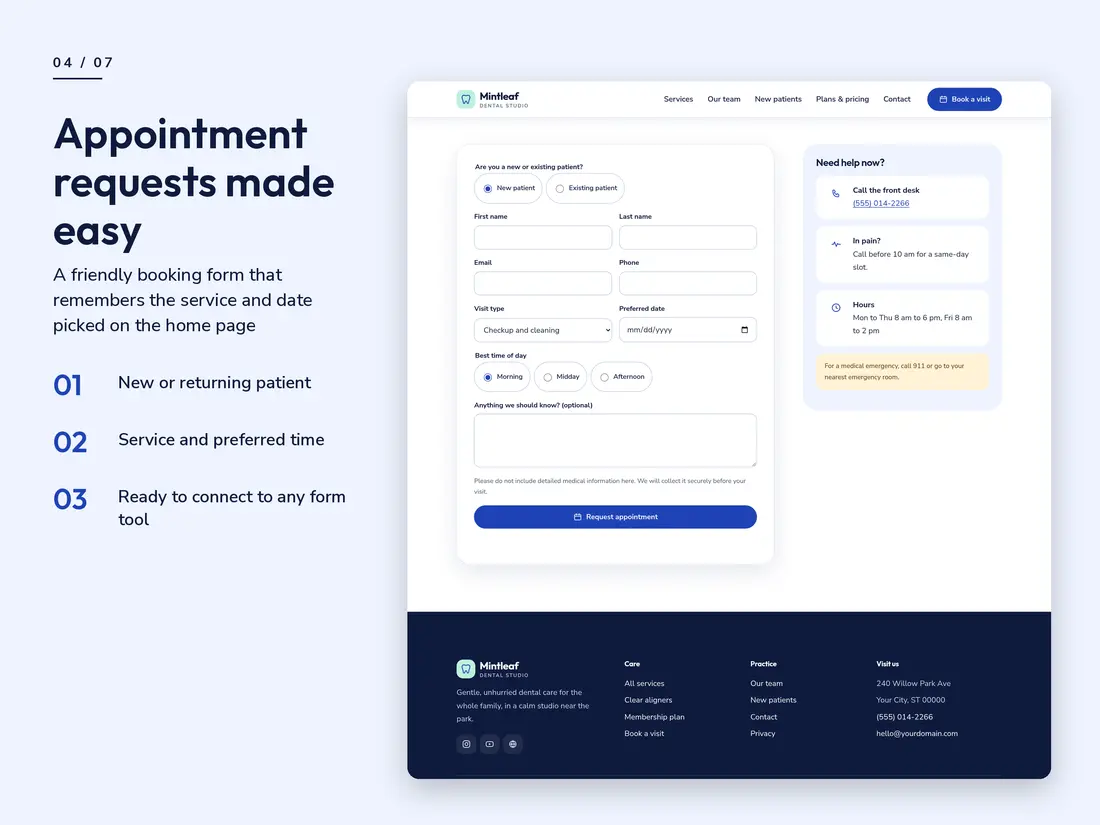 04 / 07
Appointment
requests made
easy
A friendly booking form that
remembers the service and date
picked on the home page
01 New or returning patient
02 Service and preferred time
03 Ready to connect to any form
tool
Mintleaf
DENTAL STUDIO
Services Our team New patients Plans & pricing Contact Book a visit
Are you a new or existing patient?
New patient Existing patient
First name Last name
Email Phone
Visit type Preferred date
Checkup and cleaning mm/dd/yyyy
Best time of day
Morning Midday Afternoon
Anything we should know? (optional)
Please do not include detailed medical information here. We will collect it securely before your
visit.
Request appointment
Need help now?
Call the front desk
(555) 014-2266
In pain?
Call before 10 am for a same-day
slot.
Hours
Mon to Thu 8 am to 6 pm, Fri 8 am
to 2 pm
For a medical emergency, call 911 or go to your
nearest emergency room.
Mintleaf
DENTAL STUDIO
Gentle, unhurried dental care for the
whole family, in a calm studio near the
park.
Care
All services
Clear aligners
Membership plan
Book a visit
Practice
Our team
New patients
Contact
Privacy
Visit us
240 Willow Park Ave
Your City, ST 00000
(555) 014-2266
hello@yourdomain.com